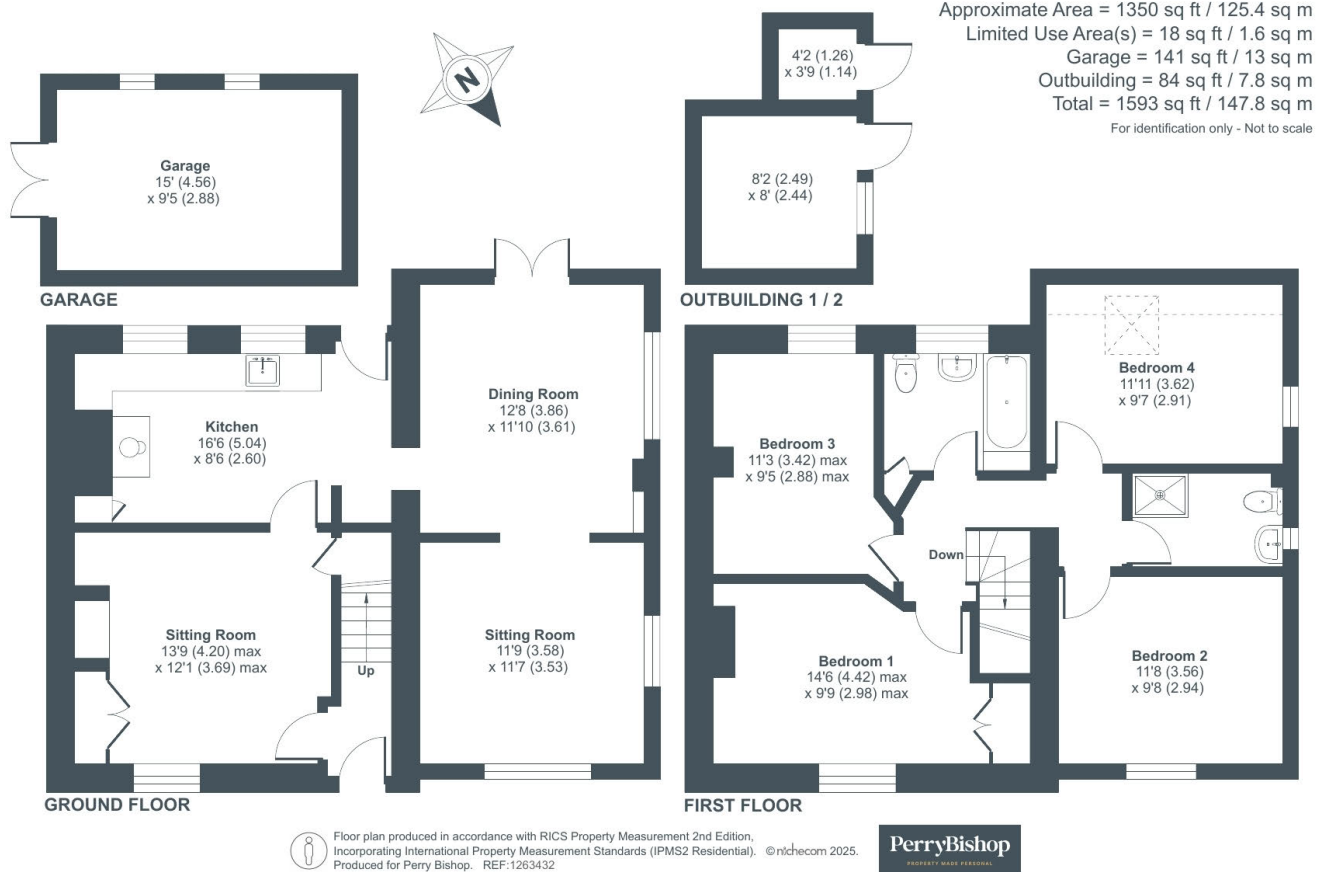 Approximate Area = 1350 sq ft / 125.4 sq m
Limited Use Area(s) = 18 sq ft / 1.6 sq m
Garage = 141 sq ft / 13 sq m
Outbuilding = 84 sq ft / 7.8 sq m
Total = 1593 sq ft / 147.8 sq m
For identification only - Not to scale
N
4'2 (1.26)
x 3'9 (1.14)
Garage
15' (4.56)
x 9'5 (2.88)
8'2 (2.49)
x 8' (2.44)
GARAGE
OUTBUILDING 1 / 2
Kitchen
16'6 (5.04)
x 8'6 (2.60)
Dining Room
12'8 (3.86)
x 11'10 (3.61)
Sitting Room
13'9 (4.20) max
x 12'1 (3.69) max
Up
Sitting Room
11'9 (3.58)
x 11'7 (3.53)
GROUND FLOOR
Bedroom 4
11'11 (3.62)
x 9'7 (2.91)
Bedroom 3
11'3 (3.42) max
x 9'5 (2.88) max
Down
Bedroom 1
14'6 (4.42) max
x 9'9 (2.98) max
Bedroom 2
11'8 (3.56)
x 9'8 (2.94)
FIRST FLOOR
Floor plan produced in accordance with RICS Property Measurement 2nd Edition,
Incorporating International Property Measurement Standards (IPMS2 Residential). © nichecom 2025.
Produced for Perry Bishop. REF:1263432
PerryBishop
PROPERTY MADE PERSONAL